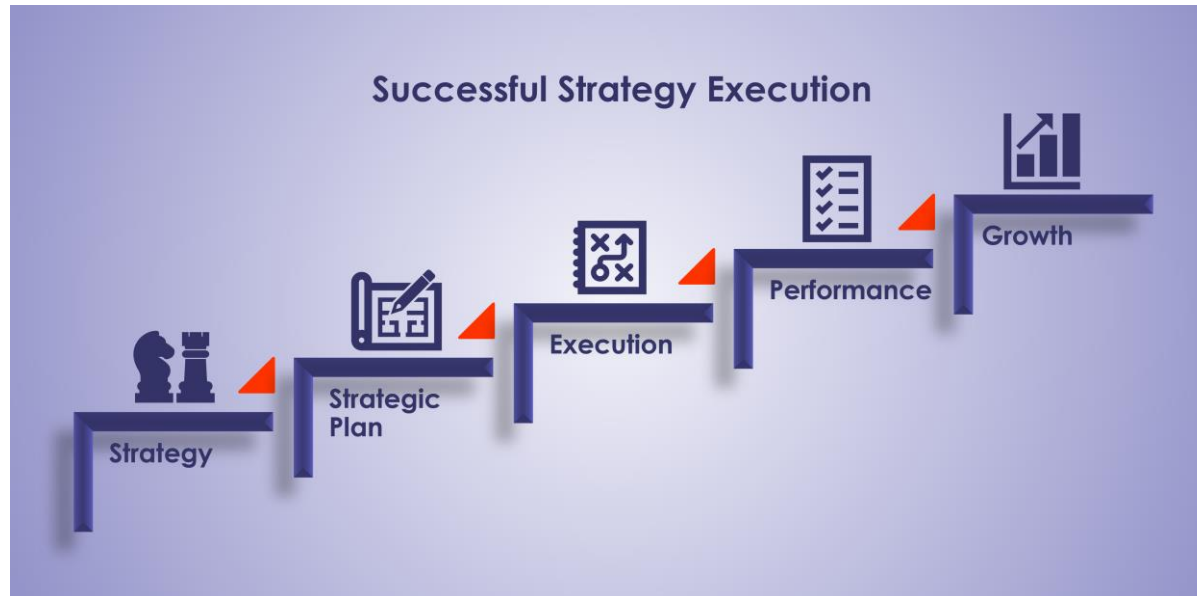 Successful Strategy Execution
Strategy
Strategic
Plan
Execution
Performance
Growth